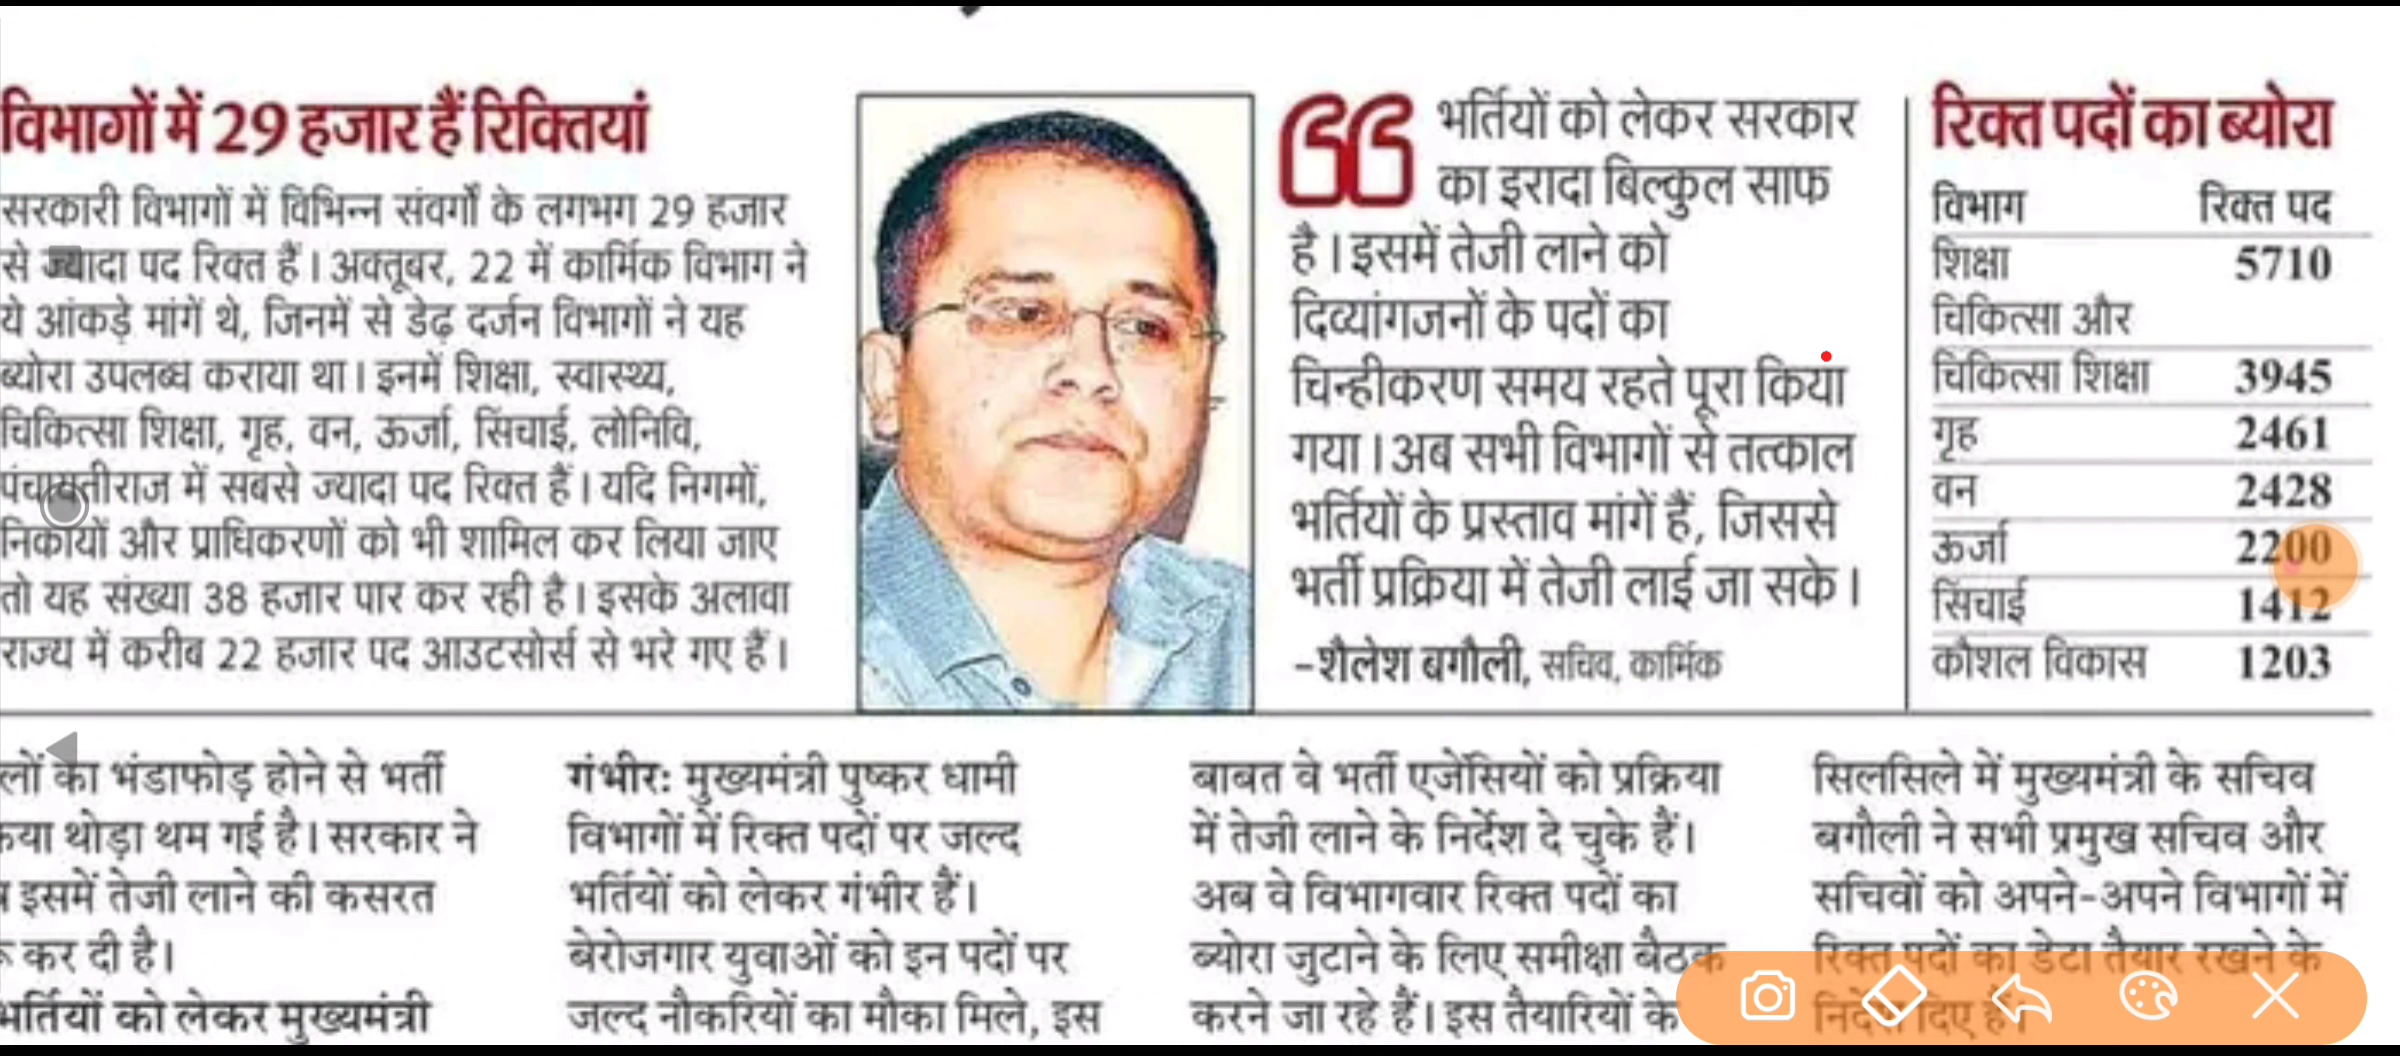 विभागों में 29 हजार हैं रिक्तियां
सरकारी विभागों में विभिन्न संवर्गों के लगभग 29 हजार
से ज्यादा पद रिक्त हैं। अक्तूबर, 22 में कार्मिक विभाग ने
ये आंकड़े मांगें थे, जिनमें से डेढ़ दर्जन विभागों ने यह
ब्योरा उपलब्ध कराया था। इनमें शिक्षा, स्वास्थ्य,
चिकित्सा शिक्षा, गृह, वन, ऊर्जा, सिंचाई, लोनिवि,
पंचायतीराज में सबसे ज्यादा पद रिक्त हैं। यदि निगमों,
निकायों और प्राधिकरणों को भी शामिल कर लिया जाए
तो यह संख्या 38 हजार पार कर रही है। इसके अलावा
राज्य में करीब 22 हजार पद आउटसोर्स से भरे गए हैं।
भर्तियों को लेकर सरकार
का इरादा बिल्कुल साफ
है। इसमें तेजी लाने को
दिव्यांगजनों के पदों का
चिन्हीकरण समय रहते पूरा किया
गया। अब सभी विभागों से तत्काल
भर्तियों के प्रस्ताव मांगें हैं, जिससे
भर्ती प्रक्रिया में तेजी लाई जा सके।
-शैलेश बगौली, सचिव, कार्मिक
रिक्त पदों का ब्योरा
विभाग रिक्त पद
शिक्षा 5710
चिकित्सा और
चिकित्सा शिक्षा 3945
गृह 2461
वन 2428
ऊर्जा 2200
सिंचाई 1412
कौशल विकास 1203
लों का भंडाफोड़ होने से भर्ती
या थोड़ा थम गई है। सरकार ने
इसमें तेजी लाने की कसरत
कर दी है।
भर्तियों को लेकर मुख्यमंत्री
गंभीर: मुख्यमंत्री पुष्कर धामी
विभागों में रिक्त पदों पर जल्द
भर्तियों को लेकर गंभीर हैं।
बेरोजगार युवाओं को इन पदों पर
जल्द नौकरियों का मौका मिले, इस
बाबत वे भर्ती एजेंसियों को प्रक्रिया
में तेजी लाने के निर्देश दे चुके हैं।
अब वे विभागवार रिक्त पदों का
ब्योरा जुटाने के लिए समीक्षा बैठक
करने जा रहे हैं। इस तैयारियों के
सिलसिले में मुख्यमंत्री के सचिव
बगौली ने सभी प्रमुख सचिव और
सचिवों को अपने-अपने विभागों में
रिक्त पदों का डेटा तैयार रखने के
निर्देश दिए हैं।